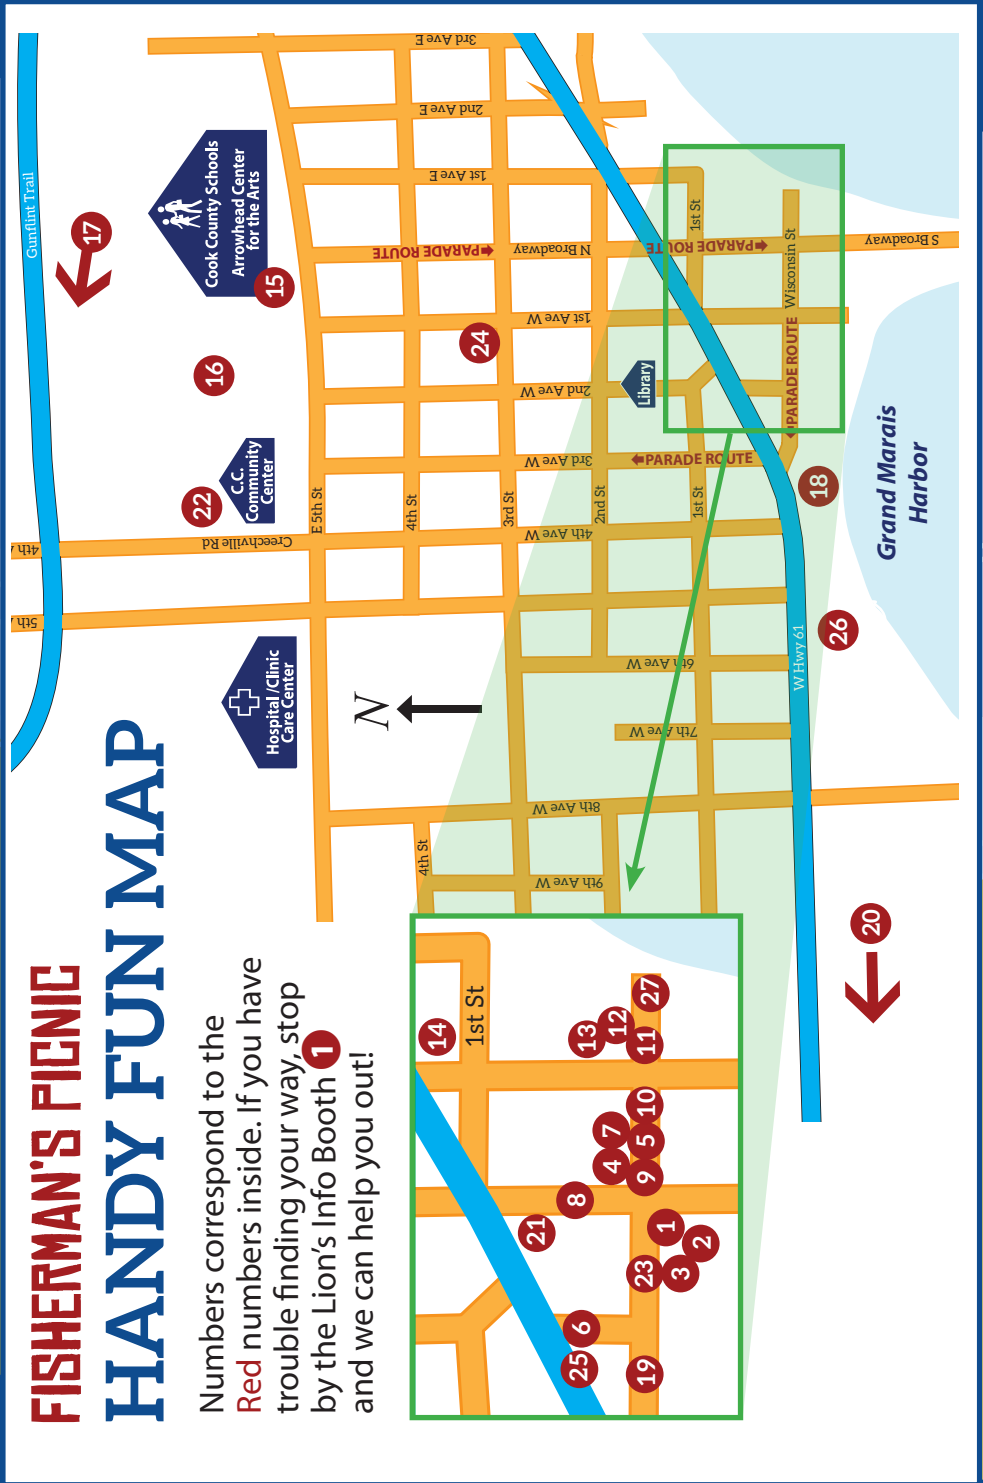 FISHERMAN'S PICNIC
HANDY FUN MAP
Numbers correspond to the
Red numbers inside. If you have
trouble finding your way, stop
by the Lion's Info Booth 1
and we can help you out!
Gunflint Trail
17
Cook County Schools
Arrowhead Center
for the Arts
15
16
22
C.C.
Community
Center
Hospital /Clinic
Care Center
N
4th
5th
Creechville Rd
E 5th St
4th St
4th St
3rd St
2nd St
1st St
1st St
Wisconsin St
3rd Ave E
2nd Ave E
1st Ave E
N Broadway
S Broadway
1st Ave W
2nd Ave W
3rd Ave W
4th Ave W
6th Ave W
7th Ave W
8th Ave W
9th Ave W
PARADE ROUTE
PARADE ROUTE
PARADE ROUTE
PARADE ROUTE
24
Library
W Hwy 61
18
26
20
Grand Marais
Harbor
14
1st St
13
12
27
11
10
7
5
4
9
8
21
1
2
23
3
6
25
19